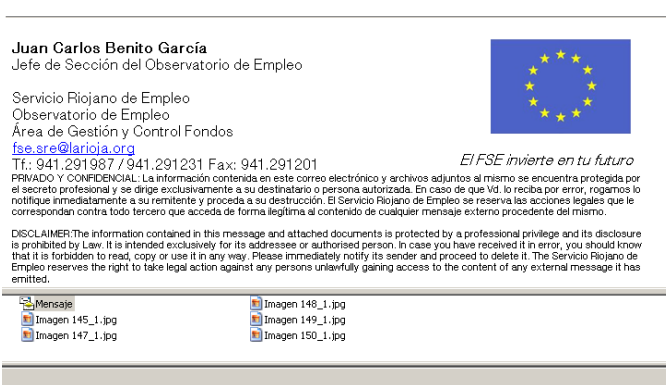 Juan Carlos Benito García
Jefe de Sección del Observatorio de Empleo
Servicio Riojano de Empleo
Observatorio de Empleo
Área de Gestión y Control Fondos
fse.sre@larioja.org
Tf.: 941.291987 / 941.291231 Fax: 941.291201
El FSE invierte en tu futuro
PRIVADO Y CONFIDENCIAL: La información contenida en este correo electrónico y archivos adjuntos al mismo se encuentra protegida por
el secreto profesional y se dirige exclusivamente a su destinatario o persona autorizada. En caso de que Vd. lo reciba por error, rogamos lo
notifique inmediatamente a su remitente y proceda a su destrucción. El Servicio Riojano de Empleo se reserva las acciones legales que le
correspondan contra todo tercero que acceda de forma ilegítima al contenido de cualquier mensaje externo procedente del mismo.
DISCLAIMER:The information contained in this message and attached documents is protected by a professional privilege and its disclosure
is prohibited by Law. It is intended exclusively for its addressee or authorised person. In case you have received it in error, you should know
that it is forbidden to read, copy or use it in any way. Please immediately notify its sender and proceed to delete it. The Servicio Riojano de
Empleo reserves the right to take legal action against any persons unlawfully gaining access to the content of any external message it has
emitted.
Mensaje
Imagen 145_1.jpg
Imagen 147_1.jpg
Imagen 148_1.jpg
Imagen 149_1.jpg
Imagen 150_1.jpg